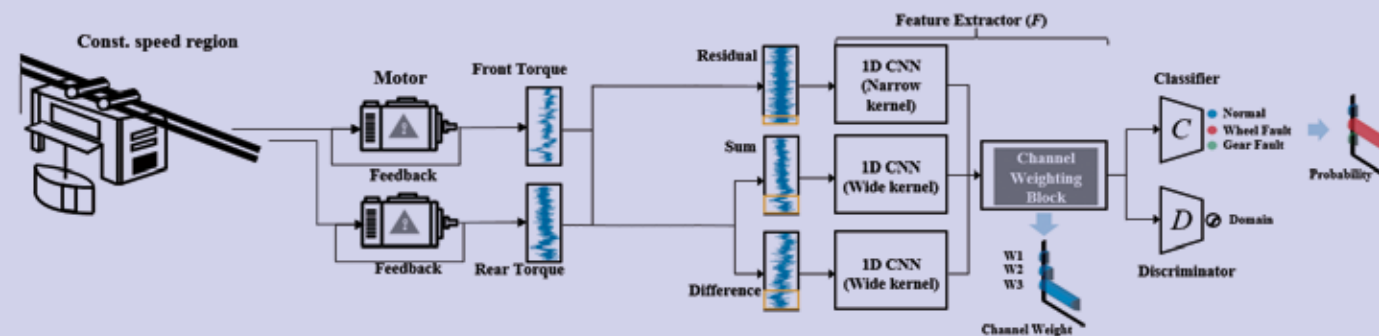 Feature Extractor (F)
Const. speed region
Motor
Front Torque
Residual
1D CNN
(Narrow
kernel)
Classifier
C
Normal
Wheel Fault
Gear Fault
Probability
Feedback
Sum
1D CNN
(Wide kernel)
Channel
Weighting
Block
D
Domain
Discriminator
Feedback
Rear Torque
Difference
1D CNN
(Wide kernel)
W1
W2
W3
Channel Weight